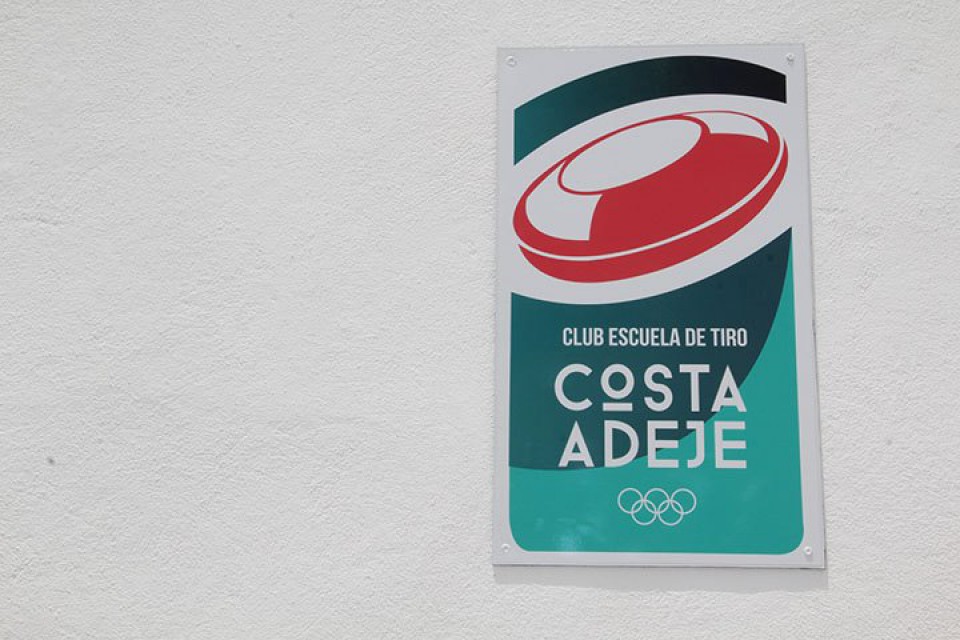 CLUB ESCUELA DE TIRO
COSTA
ADEJE